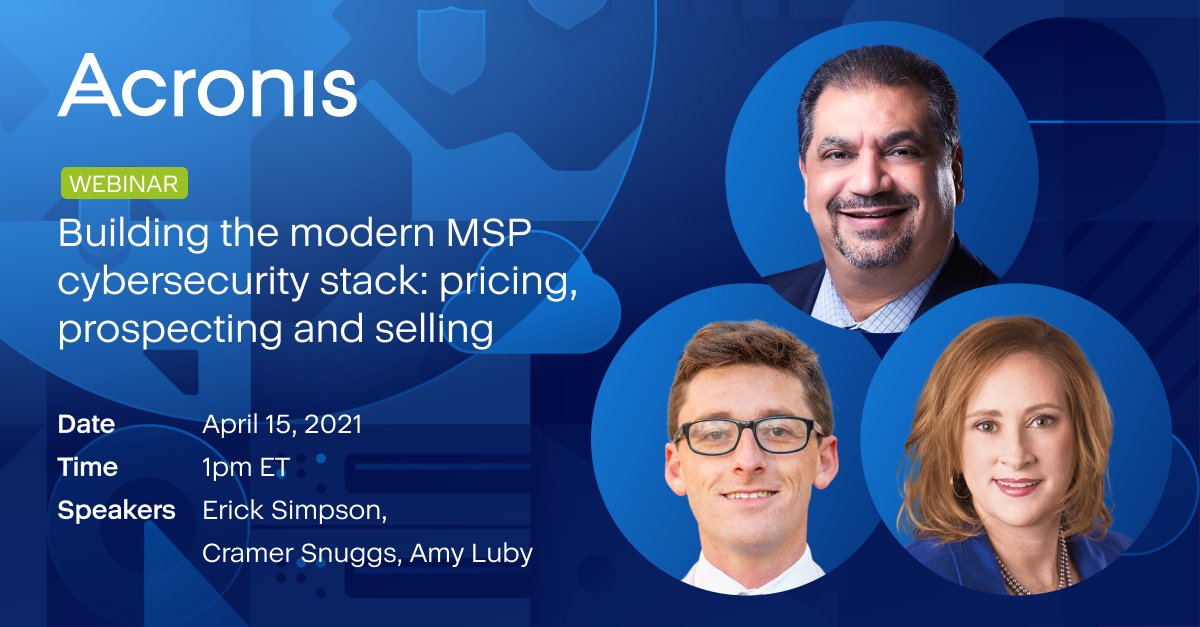 Acronis
WEBINAR
Building the modern MSP
cybersecurity stack: pricing,
prospecting and selling
Date April 15, 2021
Time 1pm ET
Speakers Erick Simpson,
Cramer Snuggs, Amy Luby